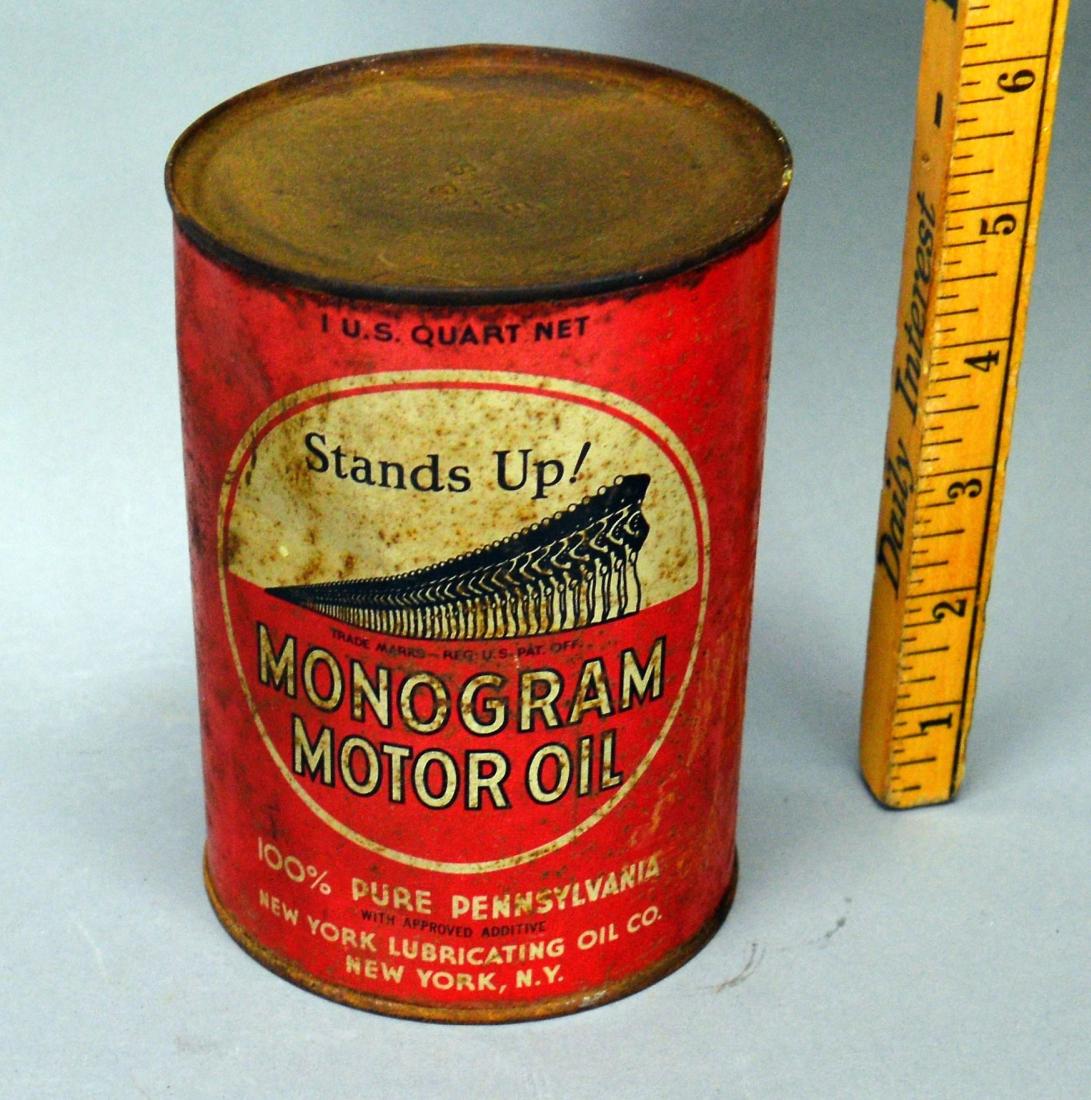 1 U.S. QUART NET
Stands Up!
TRADE MARKS - REG. U.S. PAT. OFF.
MONOGRAM
MOTOR OIL
100% PURE PENNSYLVANIA
WITH APPROVED ADDITIVE
NEW YORK LUBRICATING OIL CO.
NEW YORK, N.Y.
Daily Interest -
1 2 3 4 5 6